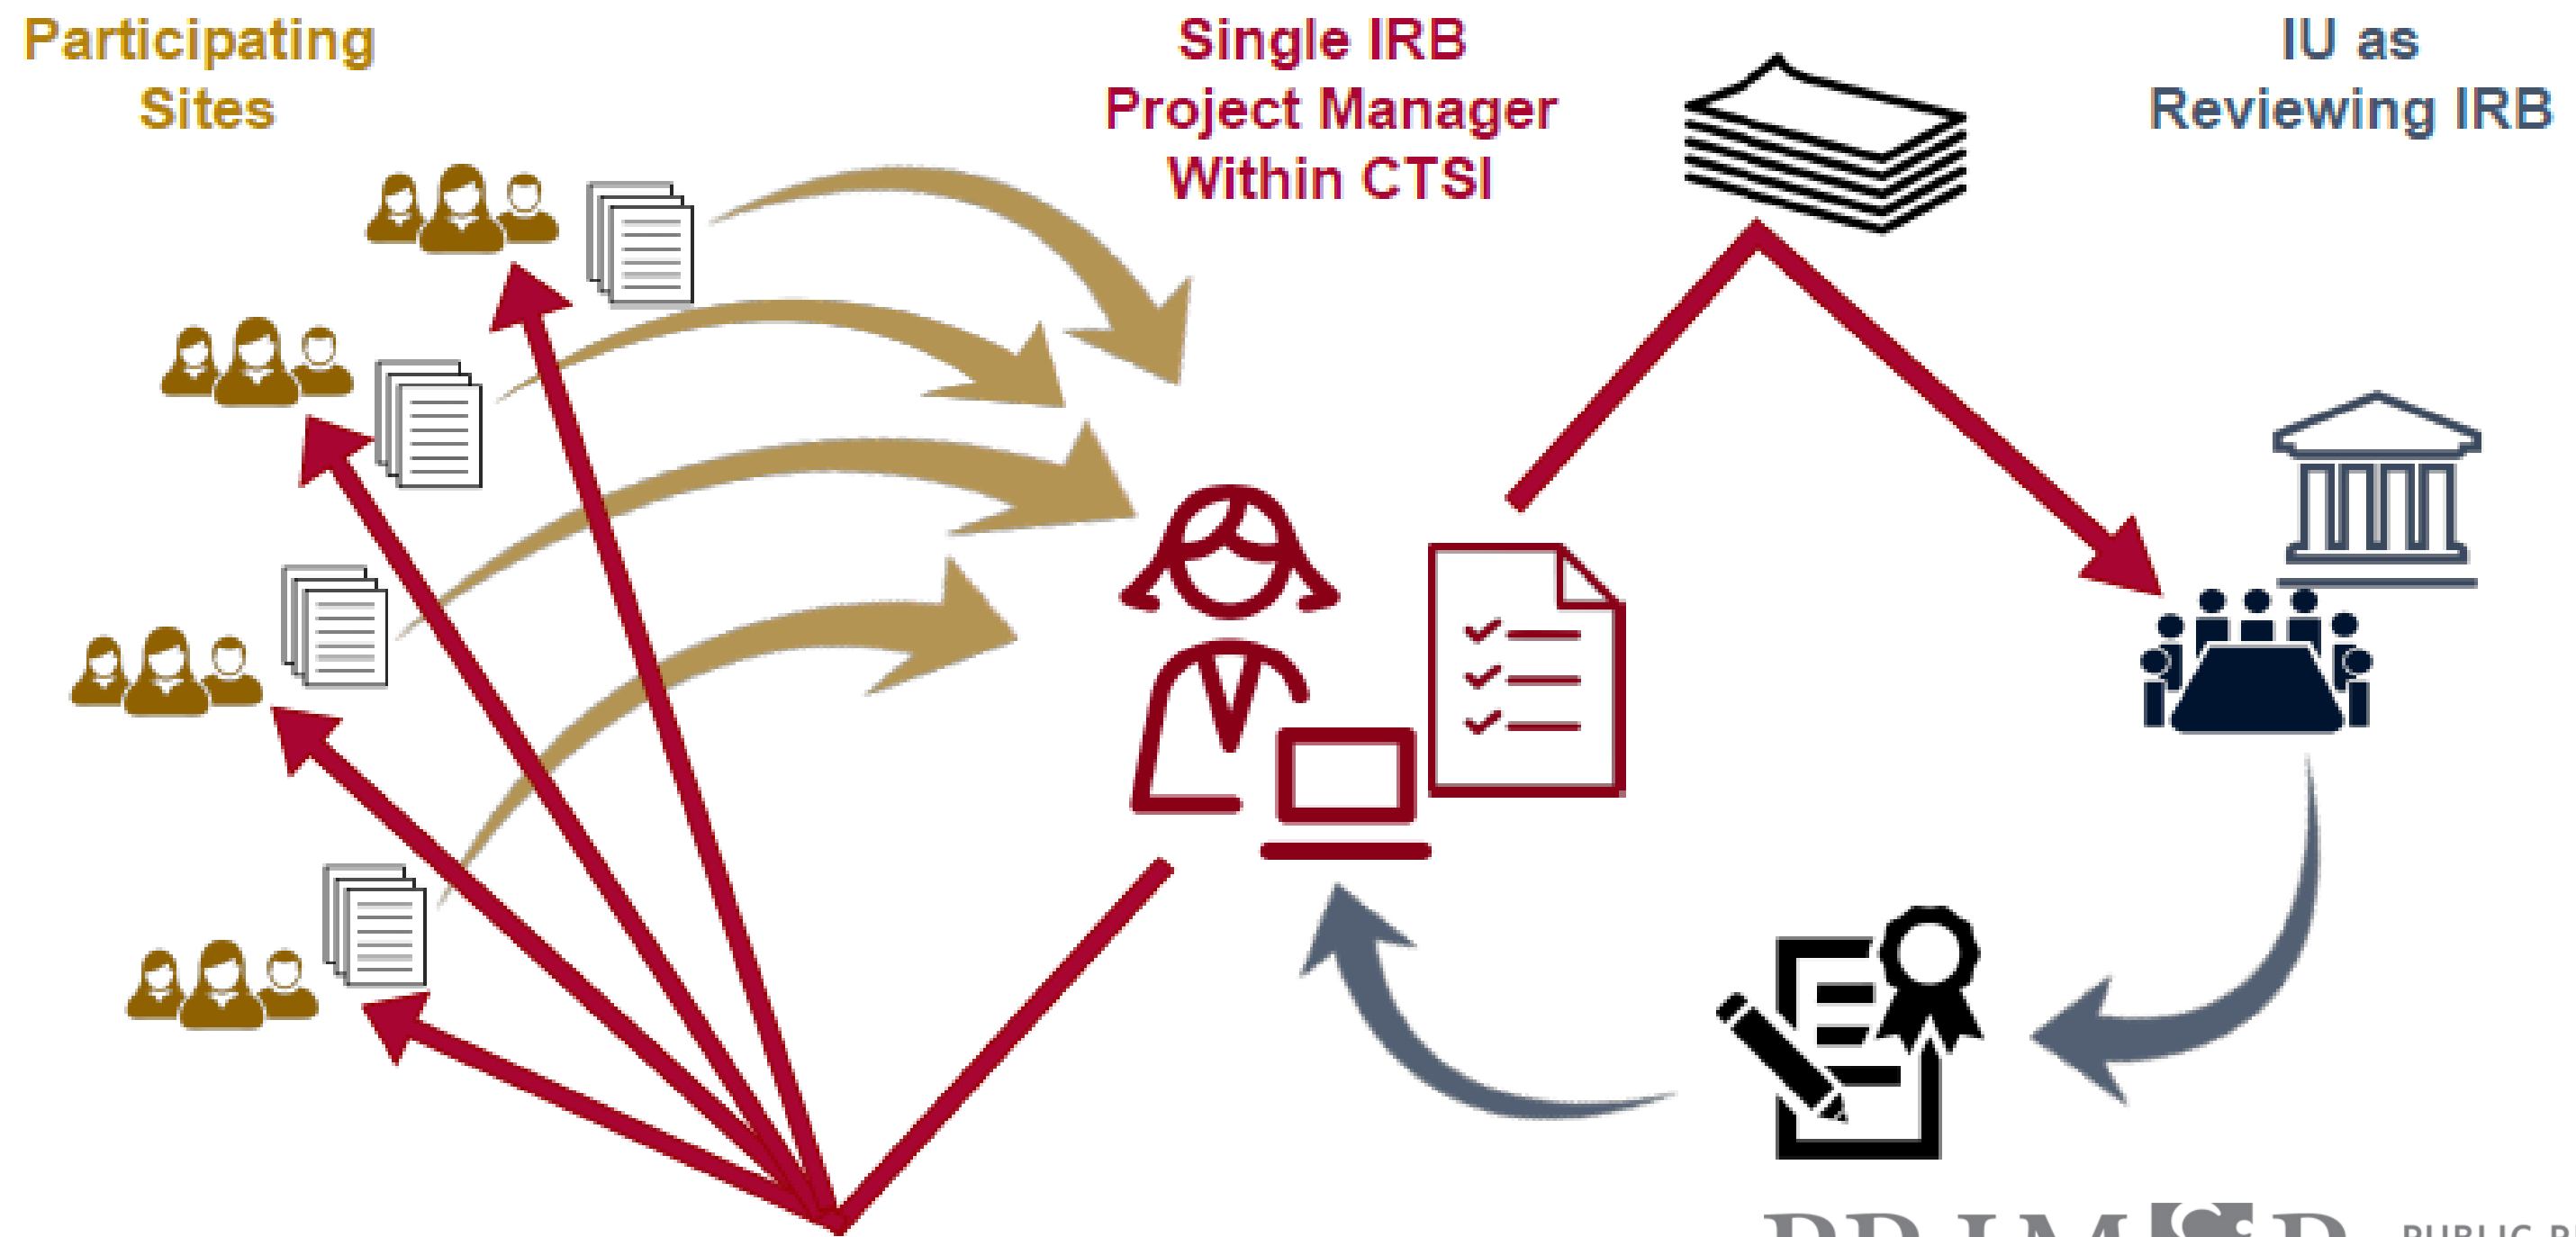 Participating
Sites
Single IRB
Project Manager
Within CTSI
IU as
Reviewing IRB